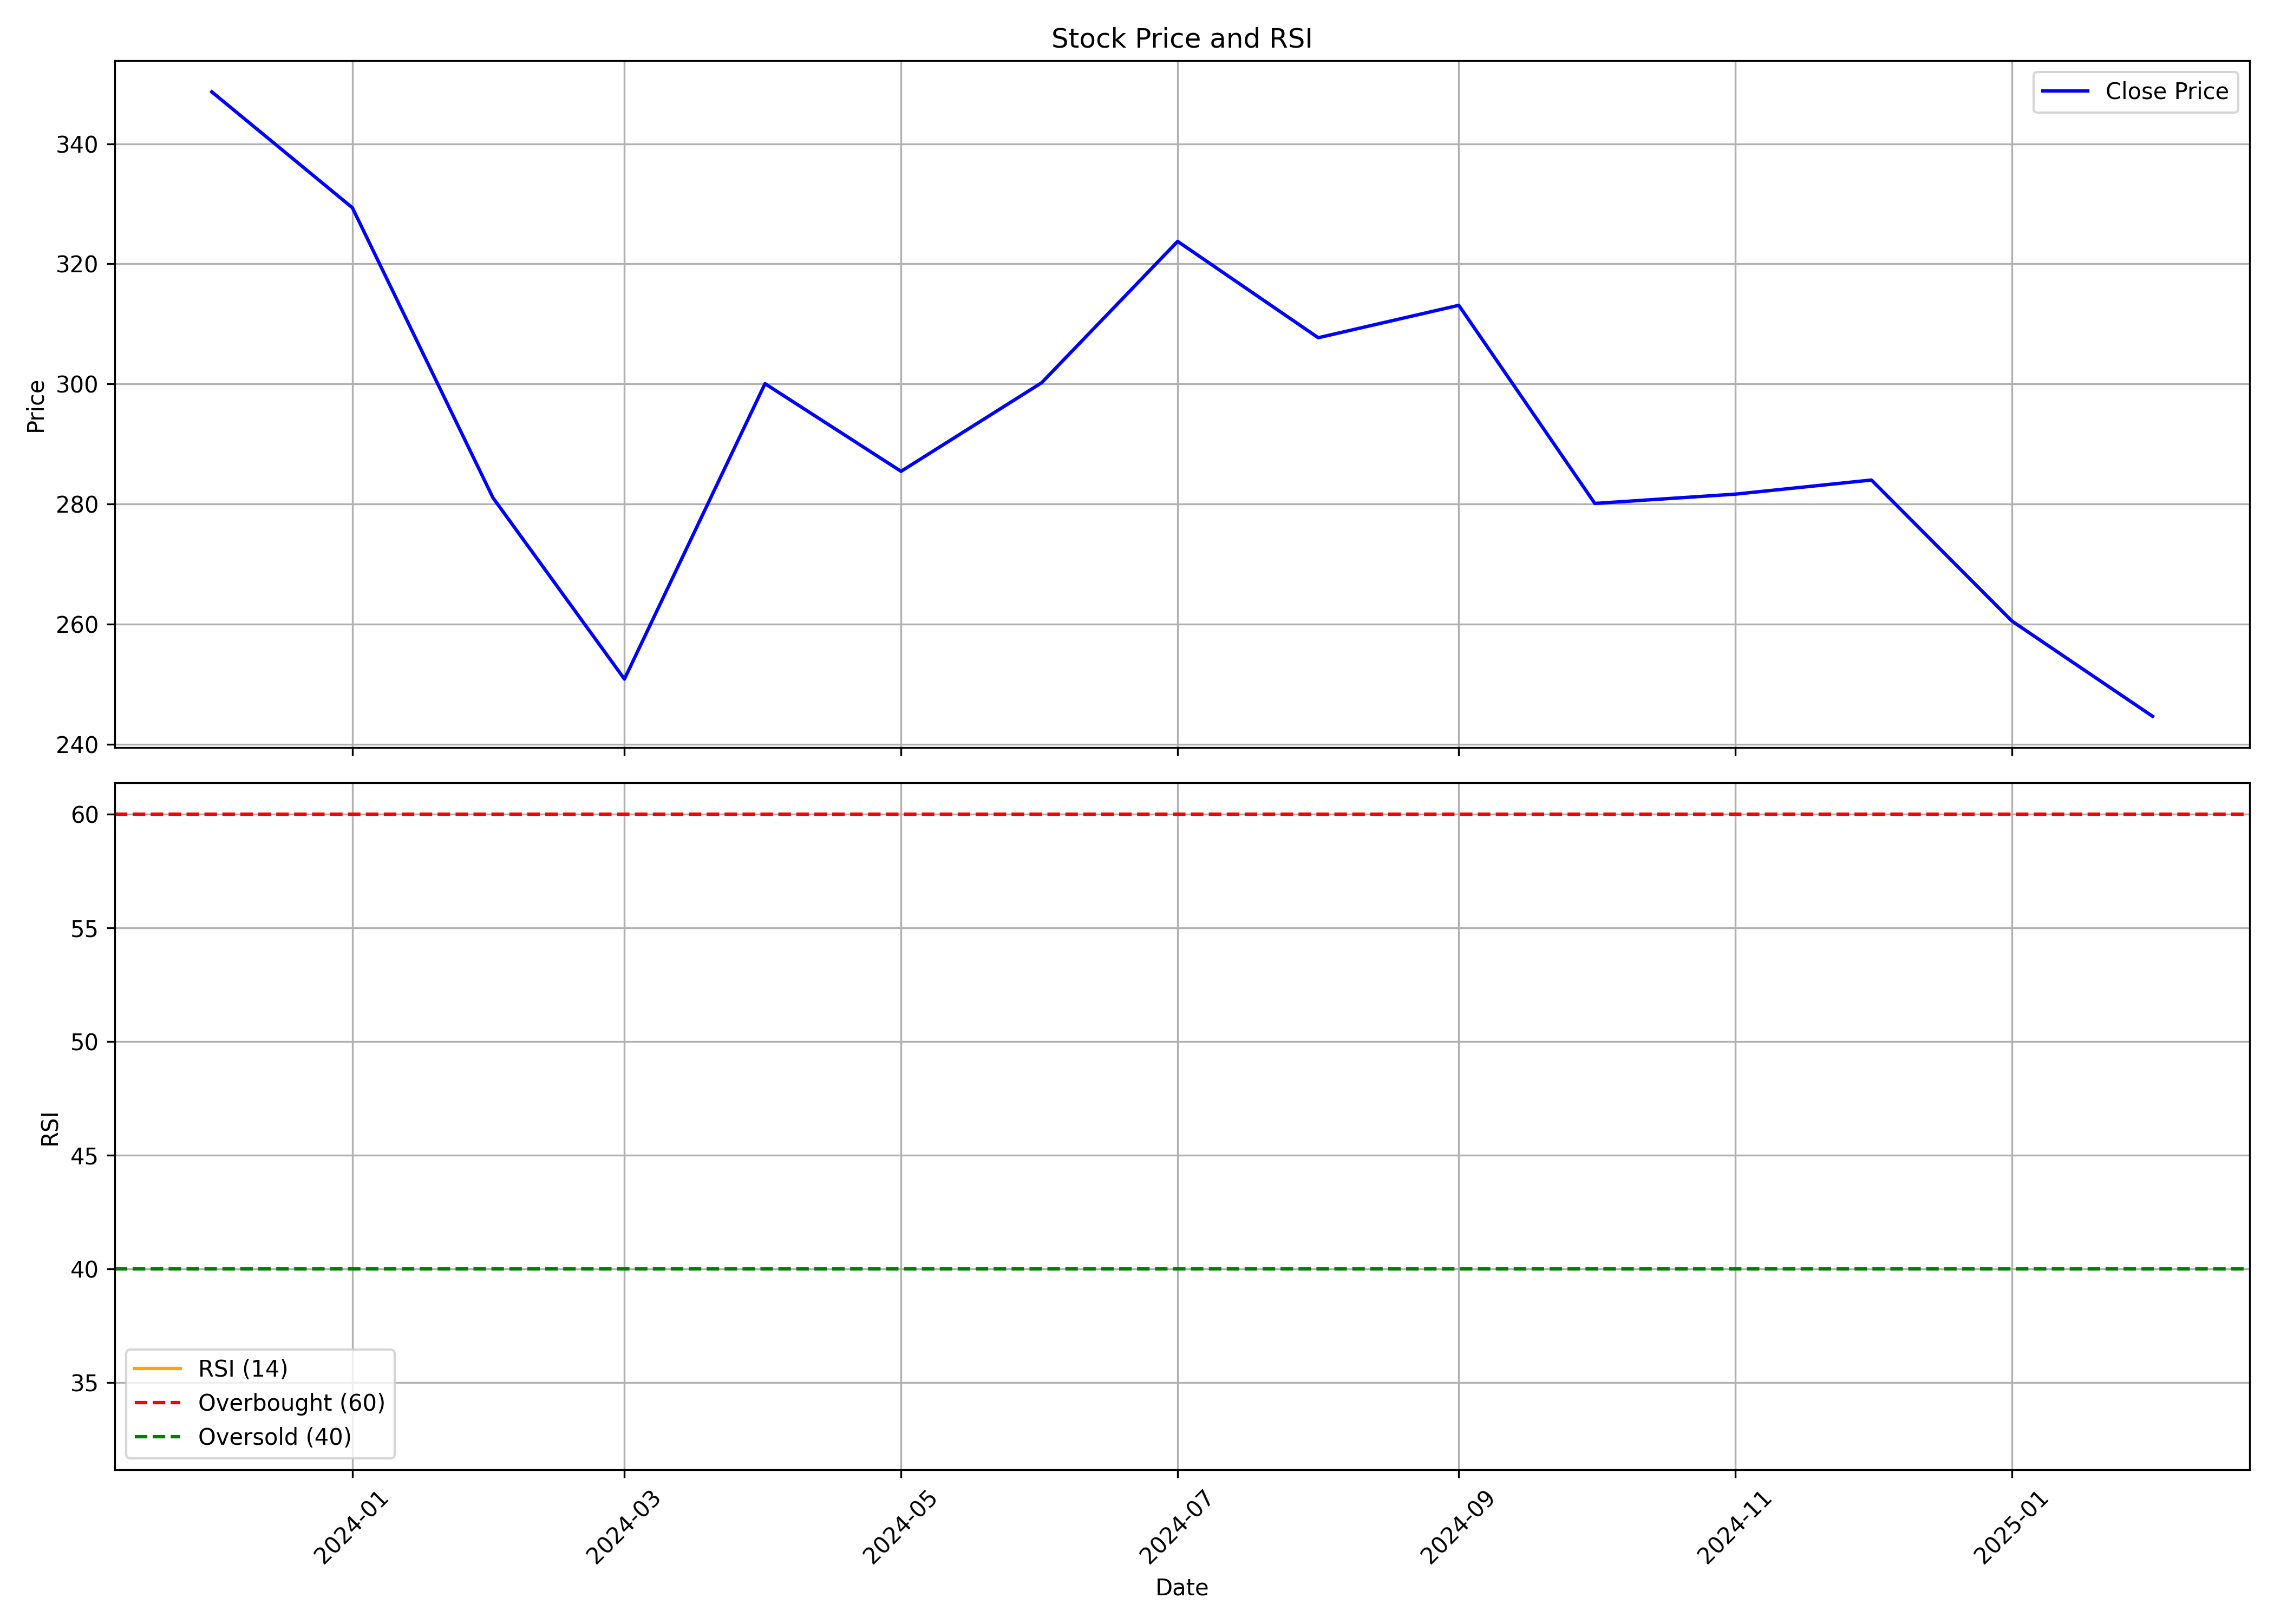 Stock Price and RSI
Close Price
Price
340
320
300
280
260
240
RSI
60
55
50
45
40
35
RSI (14)
Overbought (60)
Oversold (40)
2024-01
2024-03
2024-05
2024-07
2024-09
2024-11
2025-01
Date